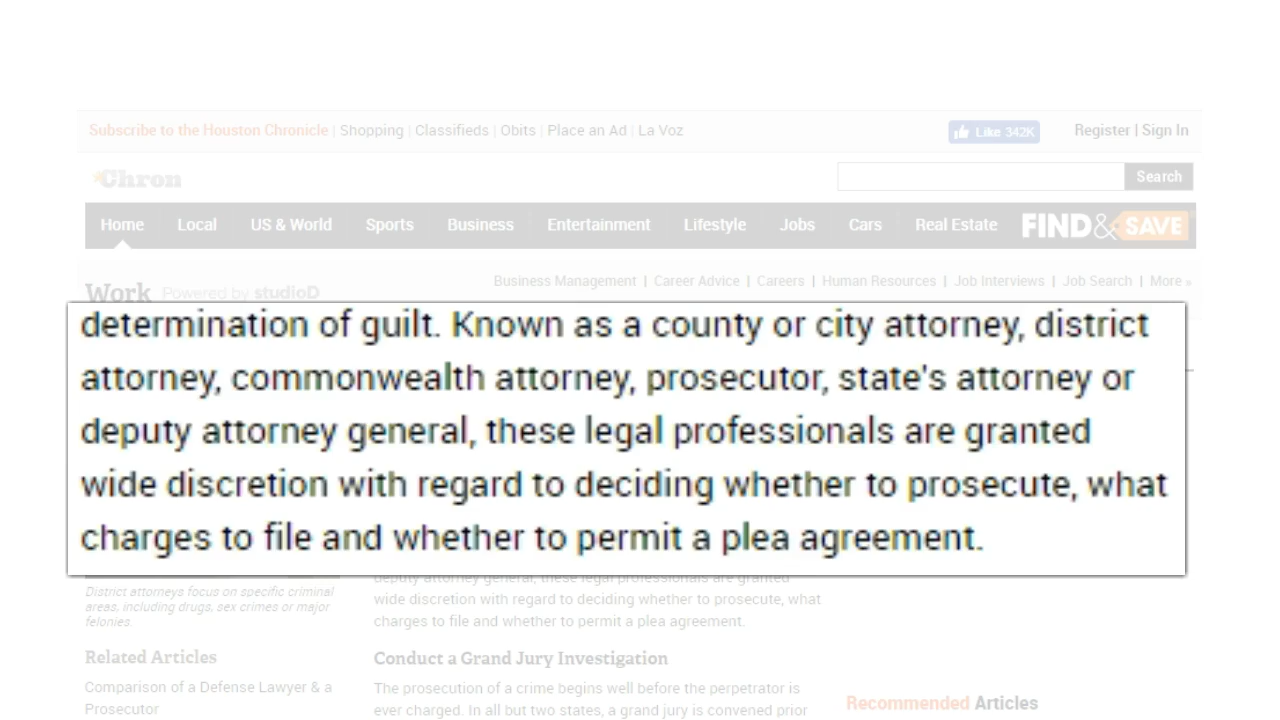 Subscribe to the Houston Chronicle | Shopping | Classifieds | Obits | Place an Ad | La Voz
Like 342K
Register | Sign In
Chron
Search
Home Local US & World Sports Business Entertainment Lifestyle Jobs Cars Real Estate FIND& SAVE
Business Management | Career Advice | Careers | Human Resources | Job Interviews | Job Search | More »
Work Powered by studioD
determination of guilt. Known as a county or city attorney, district
attorney, commonwealth attorney, prosecutor, state's attorney or
deputy attorney general, these legal professionals are granted
wide discretion with regard to deciding whether to prosecute, what
charges to file and whether to permit a plea agreement.
District attorneys focus on specific criminal
areas, including drugs, sex crimes or major
felonies.
Related Articles
Comparison of a Defense Lawyer & a
Prosecutor
deputy attorney general, these legal professionals are granted
wide discretion with regard to deciding whether to prosecute, what
charges to file and whether to permit a plea agreement.
Conduct a Grand Jury Investigation
The prosecution of a crime begins well before the perpetrator is
ever charged. In all but two states, a grand jury is convened prior
Recommended Articles